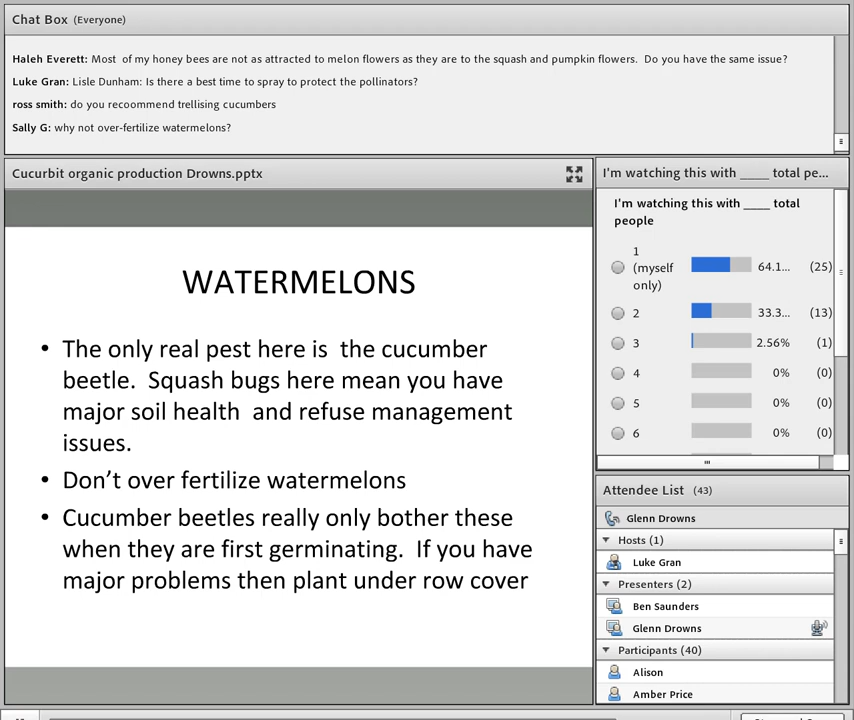 Chat Box (Everyone)
Haleh Everett: Most of my honey bees are not as attracted to melon flowers as they are to the squash and pumpkin flowers. Do you have the same issue?
Luke Gran: Lisle Dunham: Is there a best time to spray to protect the pollinators?
ross smith: do you recoommend trellising cucumbers
Sally G: why not over-fertilize watermelons?
Cucurbit organic production Drowns.pptx
WATERMELONS
• The only real pest here is the cucumber
beetle. Squash bugs here mean you have
major soil health and refuse management
issues.
• Don't over fertilize watermelons
• Cucumber beetles really only bother these
when they are first germinating. If you have
major problems then plant under row cover
I'm watching this with ____ total pe...
I'm watching this with ____ total
people
1
(myself
only) 64.1... (25)
2 33.3... (13)
3 2.56% (1)
4 0% (0)
5 0% (0)
6 0% (0)
Attendee List (43)
Glenn Drowns
Hosts (1)
Luke Gran
Presenters (2)
Ben Saunders
Glenn Drowns
Participants (40)
Alison
Amber Price